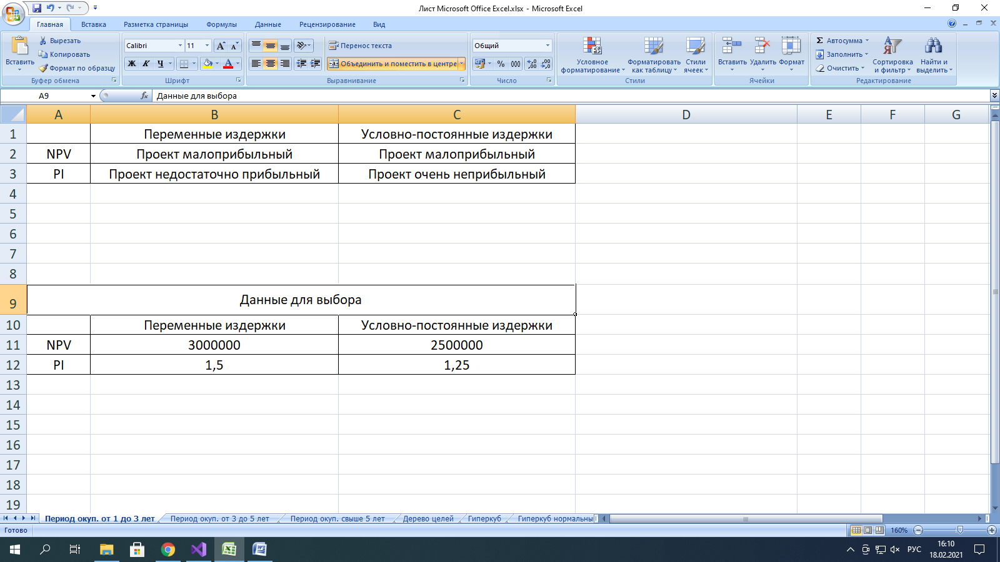 Лист Microsoft Office Excel.xlsx - Microsoft Excel
Главная Вставка Разметка страницы Формулы Данные Рецензирование Вид
Вставить Вырезать Копировать Формат по образцу Буфер обмена
Calibri 11 Ж К Ч А Шрифт
Перенос текста Объединить и поместить в центре Выравнивание
Общий % 000 Число
Условное форматирование Форматировать как таблицу Стили ячеек Стили
Вставить Удалить Формат Ячейки
Σ Автосумма Заполнить Очистить Сортировка и фильтр Найти и выделить Редактирование
A9 fx Данные для выбора
A B C D E F G
1 Переменные издержки Условно-постоянные издержки
2 NPV Проект малоприбыльный Проект малоприбыльный
3 PI Проект недостаточно прибыльный Проект очень неприбыльный
4
5
6
7
8
9 Данные для выбора
10 Переменные издержки Условно-постоянные издержки
11 NPV 3000000 2500000
12 PI 1,5 1,25
13
14
15
16
17
18
19
Период окуп. от 1 до 3 лет Период окуп. от 3 до 5 лет Период окуп. свыше 5 лет Дерево целей Гиперкуб Гиперкуб нормальны
Готово 160%
РУС 16:10
18.02.2021